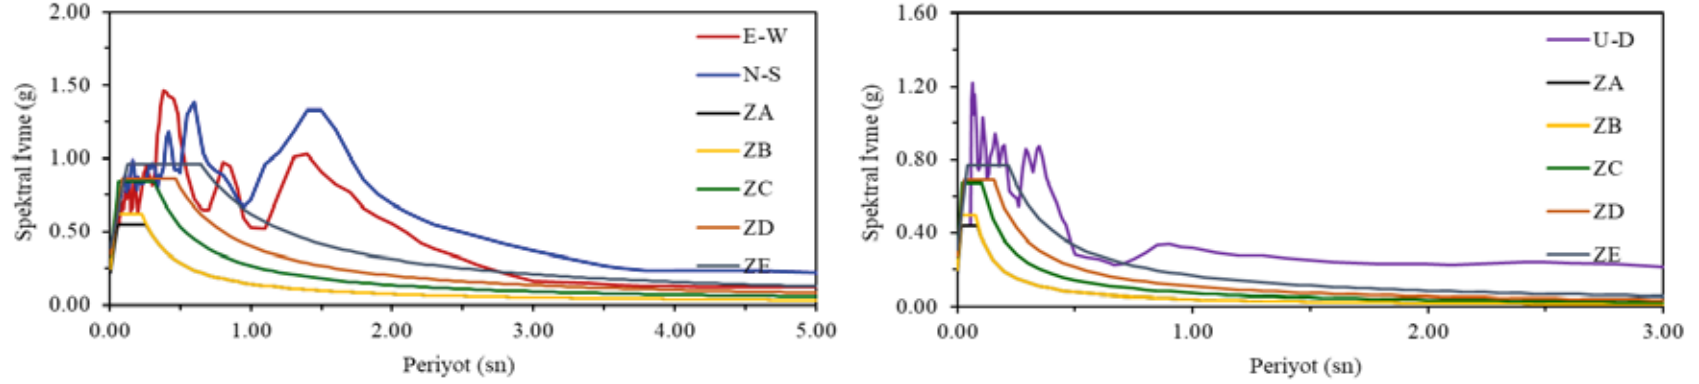 2.00
1.50
1.00
0.50
0.00
Spektral İvme (g)
E-W
N-S
ZA
ZB
ZC
ZD
ZE
0.00 1.00 2.00 3.00 4.00 5.00
Periyot (sn)
1.60
1.20
0.80
0.40
0.00
Spektral İvme (g)
U-D
ZA
ZB
ZC
ZD
ZE
0.00 1.00 2.00 3.00
Periyot (sn)